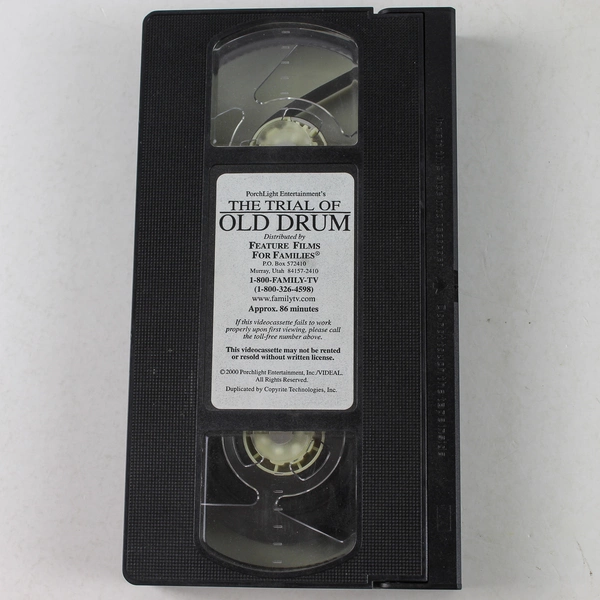 PorchLight Entertainment's
THE TRIAL OF
OLD DRUM
Distributed by
FEATURE FILMS
FOR FAMILIES®
P.O. Box 572410
Murray, Utah 84157-2410
1-800-FAMILY-TV
(1-800-326-4598)
www.familytv.com
Approx. 86 minutes
If this videocassette fails to work
properly upon first viewing, please call
the toll-free number above.
This videocassette may not be rented
or resold without written license.
©2000 Porchlight Entertainment, Inc./VIDEAL.
All Rights Reserved.
Duplicated by Copyrite Technologies, Inc.